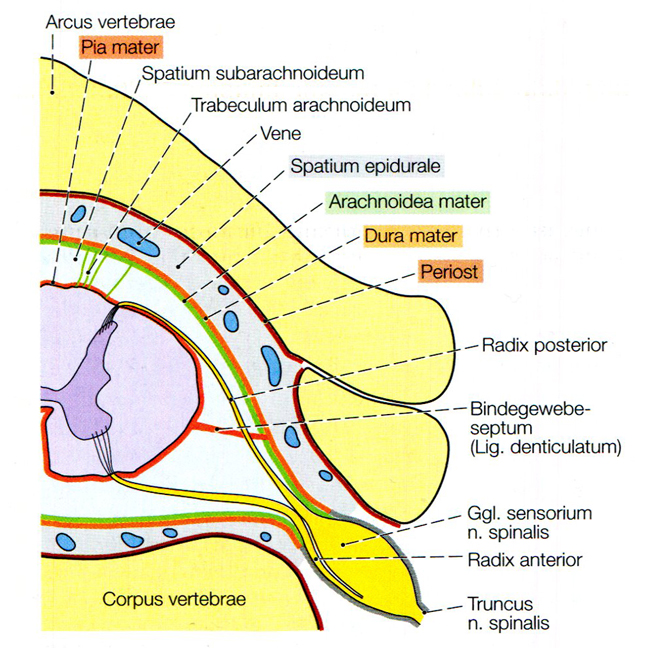 Arcus vertebrae
Pia mater
Spatium subarachnoideum
Trabeculum arachnoideum
Vene
Spatium epidurale
Arachnoidea mater
Dura mater
Periost
Radix posterior
Bindegewebe-
septum
(Lig. denticulatum)
Ggl. sensorium
n. spinalis
Radix anterior
Corpus vertebrae
Truncus
n. spinalis